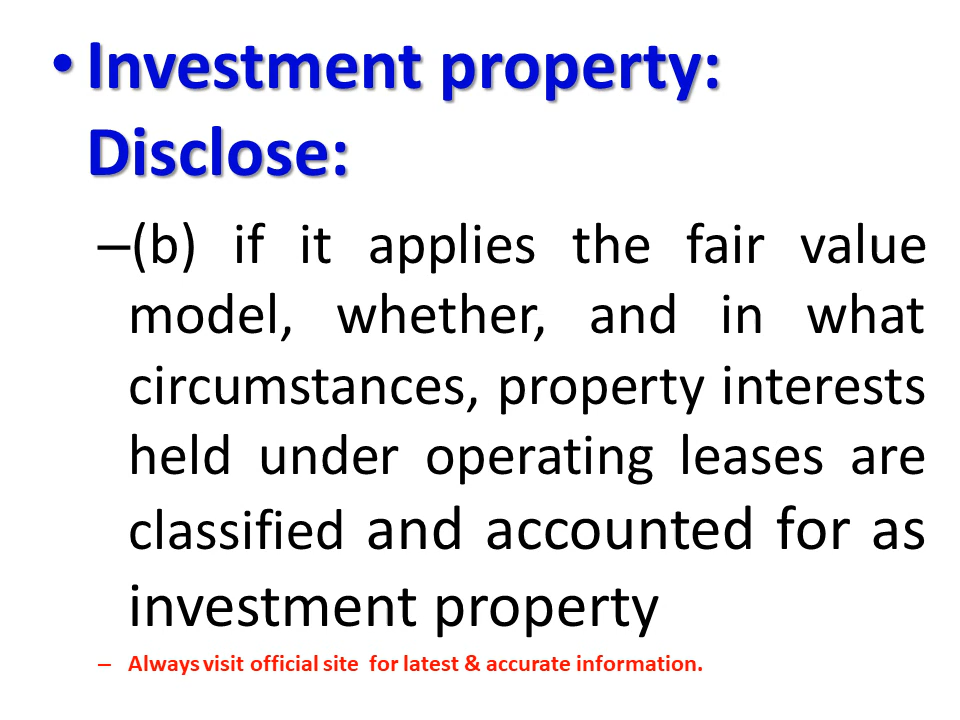 • Investment property:
Disclose:
–(b) if it applies the fair value
model, whether, and in what
circumstances, property interests
held under operating leases are
classified and accounted for as
investment property
– Always visit official site for latest & accurate information.